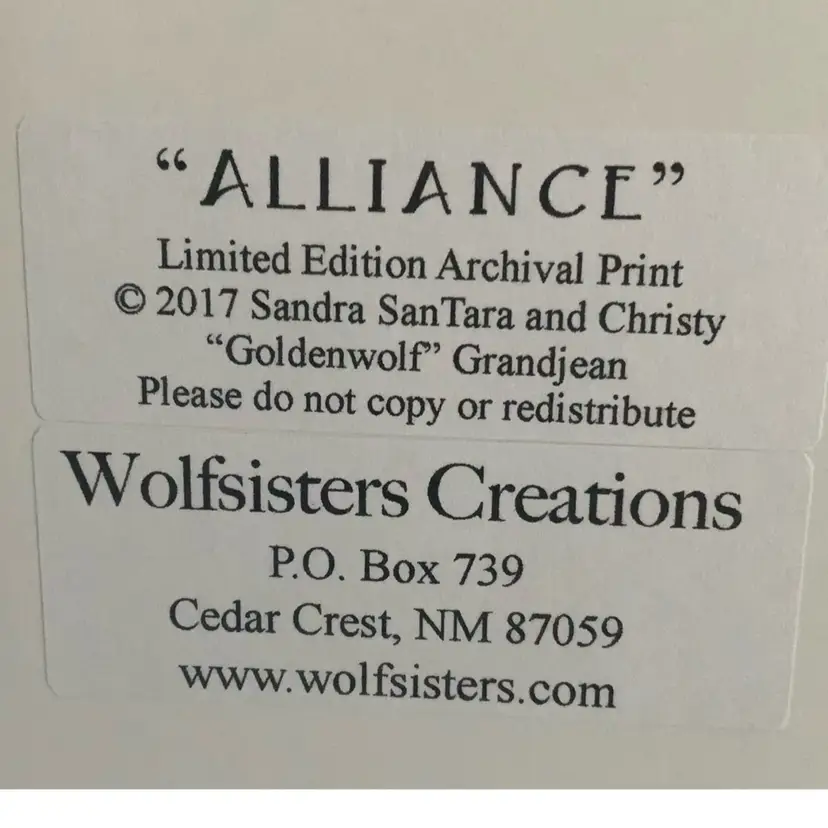 “ALLIANCE”
Limited Edition Archival Print
© 2017 Sandra SanTara and Christy
“Goldenwolf” Grandjean
Please do not copy or redistribute
Wolfsisters Creations
P.O. Box 739
Cedar Crest, NM 87059
www.wolfsisters.com